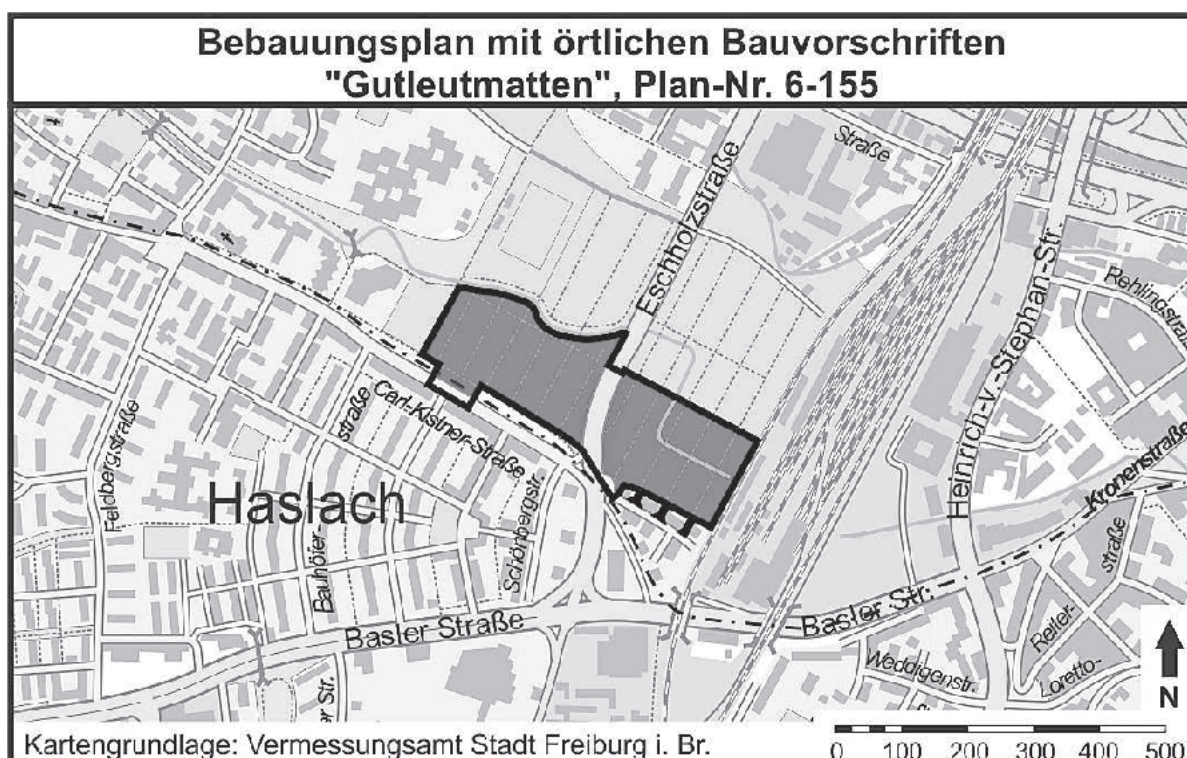 Bebauungsplan mit örtlichen Bauvorschriften
"Gutleutmatten", Plan-Nr. 6-155
Straße
Eschholzstraße
Heinrich-v.-Stephan-Str.
Rehlingstraße
Feldbergstraße
straße
Carl-Kistner-Straße
Haslach
Bauhöfer-
Schönbergstr.
Kronenstraße
straße
Basler Straße
Basler Str.
Reiter-
Weddigenstr.
Loretto-
er Str.
N
Kartengrundlage: Vermessungsamt Stadt Freiburg i. Br.
0 100 200 300 400 500